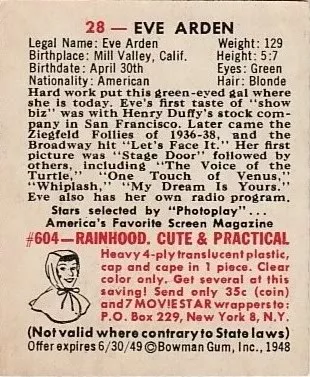 28 — EVE ARDEN
Legal Name: Eve Arden Weight: 129
Birthplace: Mill Valley, Calif. Height: 5:7
Birthdate: April 30th Eyes: Green
Nationality: American Hair: Blonde
Hard work put this green-eyed gal where
she is today. Eve's first taste of "show
biz" was with Henry Duffy's stock com-
pany in San Francisco. Later came the
Ziegfeld Follies of 1936-38, and the
Broadway hit "Let's Face It." Her first
picture was "Stage Door" followed by
others, including "The Voice of the
Turtle," "One Touch of Venus,"
"Whiplash," "My Dream Is Yours."
Eve also has her own radio program.
Stars selected by "Photoplay"...
America's Favorite Screen Magazine
#604—RAINHOOD. CUTE & PRACTICAL
Heavy 4-ply translucent plastic,
cap and cape in 1 piece. Clear
color only. Get several at this
saving! Send only 35c (coin)
and 7 MOVIE STAR wrappers to:
P.O. Box 229, New York 8, N.Y.
(Not valid where contrary to State laws)
Offer expires 6/30/49 ©Bowman Gum, Inc., 1948